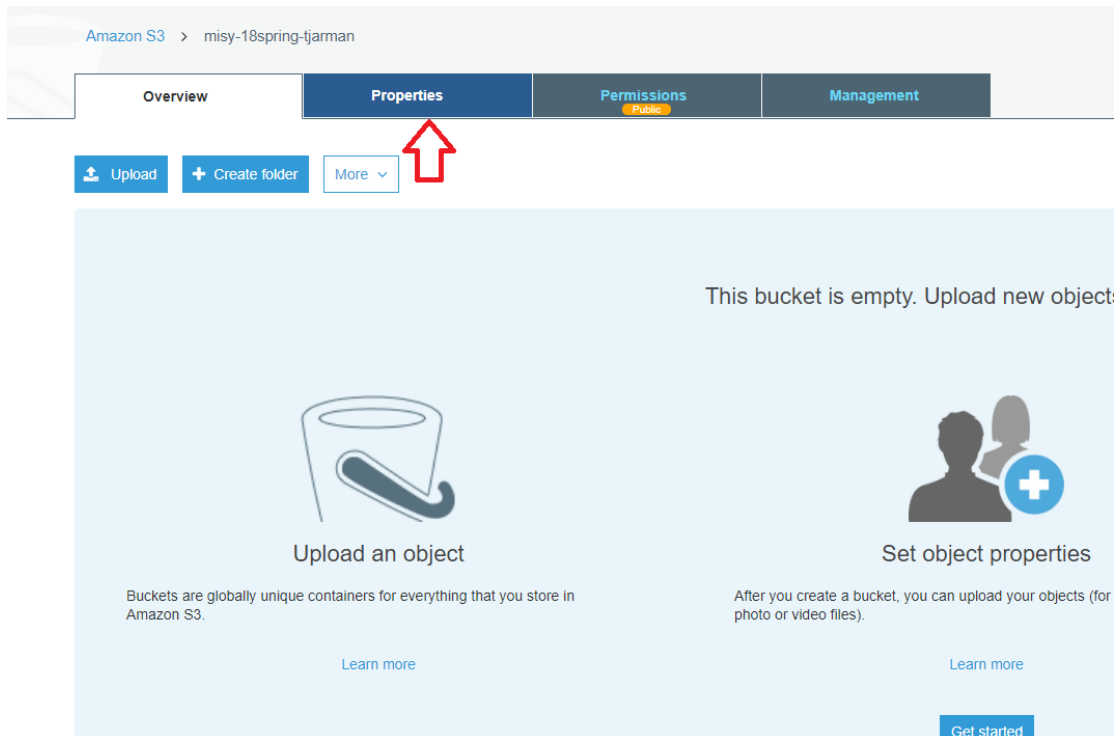 Amazon S3 > misy-18spring-tjarman
Overview
Properties
Permissions
Public
Management
Upload
Create folder
More
This bucket is empty. Upload new objects
Upload an object
Buckets are globally unique containers for everything that you store in
Amazon S3.
Learn more
Set object properties
After you create a bucket, you can upload your objects (for
photo or video files).
Learn more
Get started